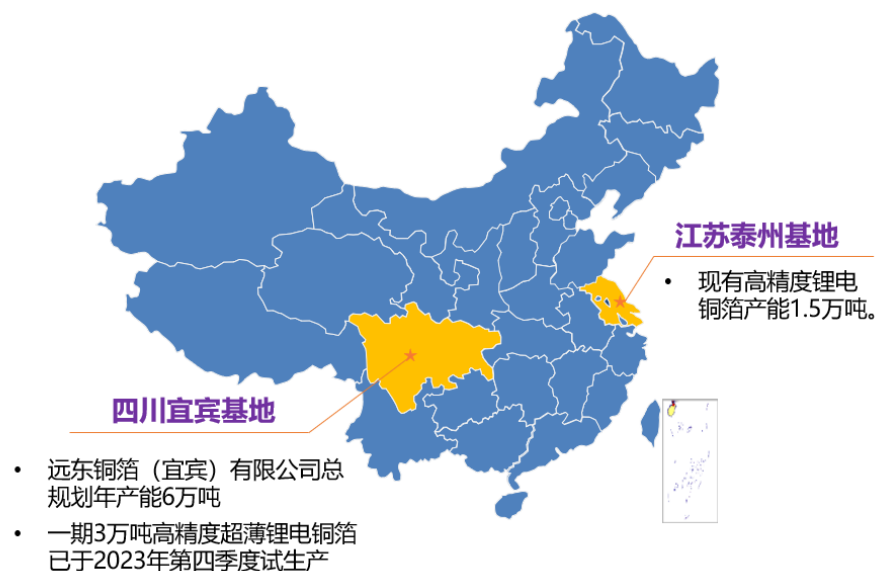 江苏泰州基地
• 现有高精度锂电
铜箔产能1.5万吨。
四川宜宾基地
• 远东铜箔（宜宾）有限公司总
规划年产能6万吨
• 一期3万吨高精度超薄锂电铜箔
已于2023年第四季度试生产